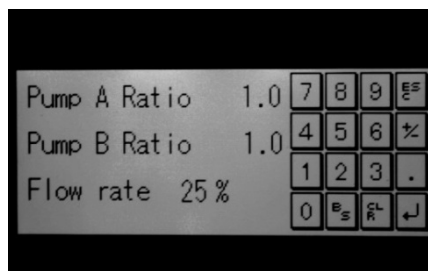 Pump A Ratio 1.0
Pump B Ratio 1.0
Flow rate 25%
7 8 9 ESC
4 5 6 +/-
1 2 3 .
0 BS CLR ↵